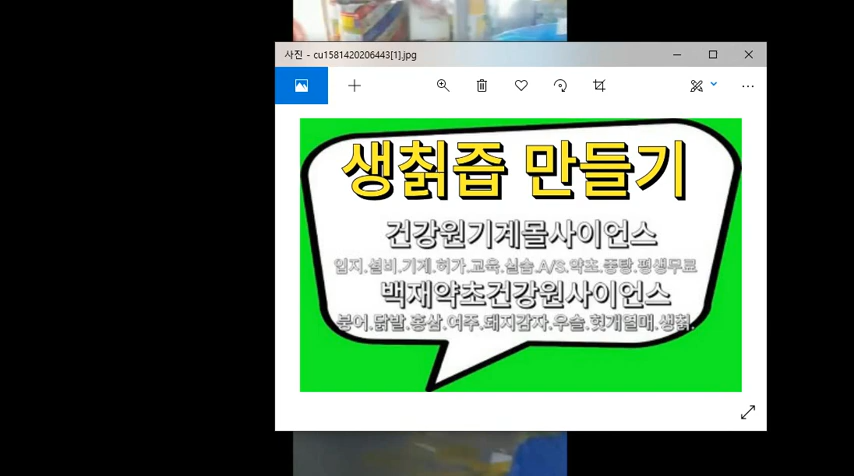 사진 - cu1581420206443[1].jpg
생칡즙 만들기
건강원기계몰사이언스
입지.설비.기계.허가.교육.실습.A/S.약초.중탕.평생무료
백재약초건강원사이언스
붕어.닭발.홍삼.여주.돼지감자.우슬.헛개열매.생칡.